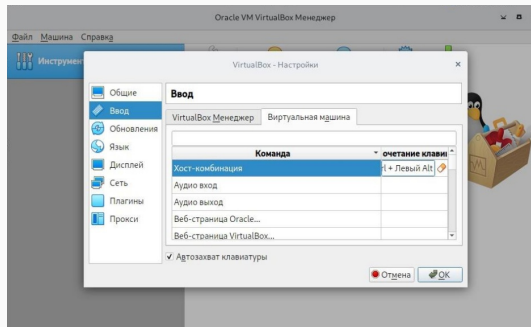 Oracle VM VirtualBox Менеджер
Файл Машина Справка
Инструмен
VirtualBox - Настройки
Общие
Ввод
Обновления
Язык
Дисплей
Сеть
Плагины
Прокси
Ввод
VirtualBox Менеджер Виртуальная машина
Команда очетание клави
Хост-комбинация rl + Левый Alt
Аудио вход
Аудио выход
Веб-страница Oracle...
Веб-страница VirtualBox...
Автозахват клавиатуры
Отмена OK